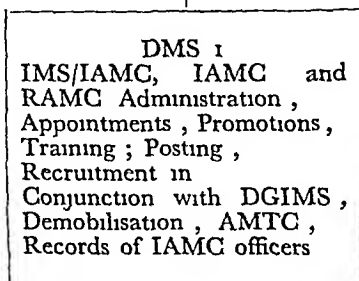 DMS 1
IMS/IAMC, IAMC and
RAMC Administration ,
Appointments , Promotions ,
Training ; Posting ,
Recruitment in
Conjunction with DGIMS ,
Demobilisation , AMTC ,
Records of IAMC officers